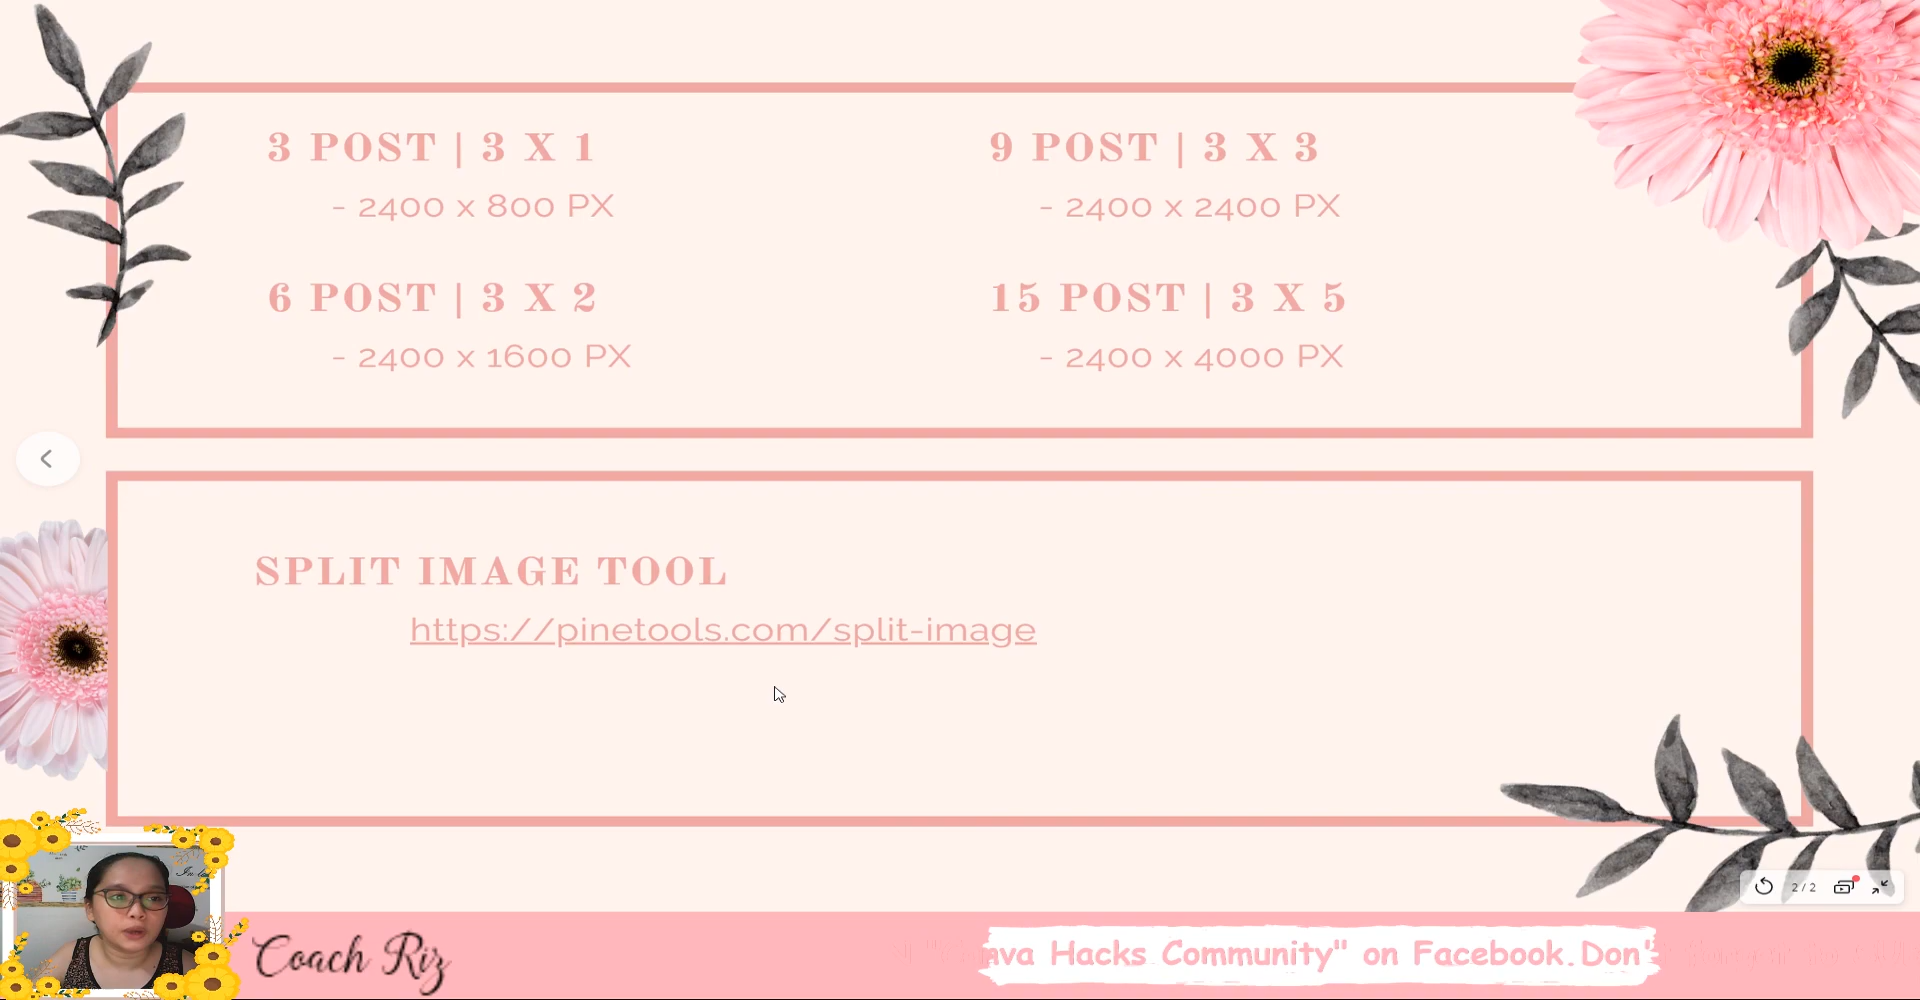 3 POST | 3 X 1
- 2400 x 800 PX
6 POST | 3 X 2
- 2400 x 1600 PX
9 POST | 3 X 3
- 2400 x 2400 PX
15 POST | 3 X 5
- 2400 x 4000 PX
SPLIT IMAGE TOOL
https://pinetools.com/split-image
2 / 2
Coach Riz
Hacks Community" on Facebook.Don'